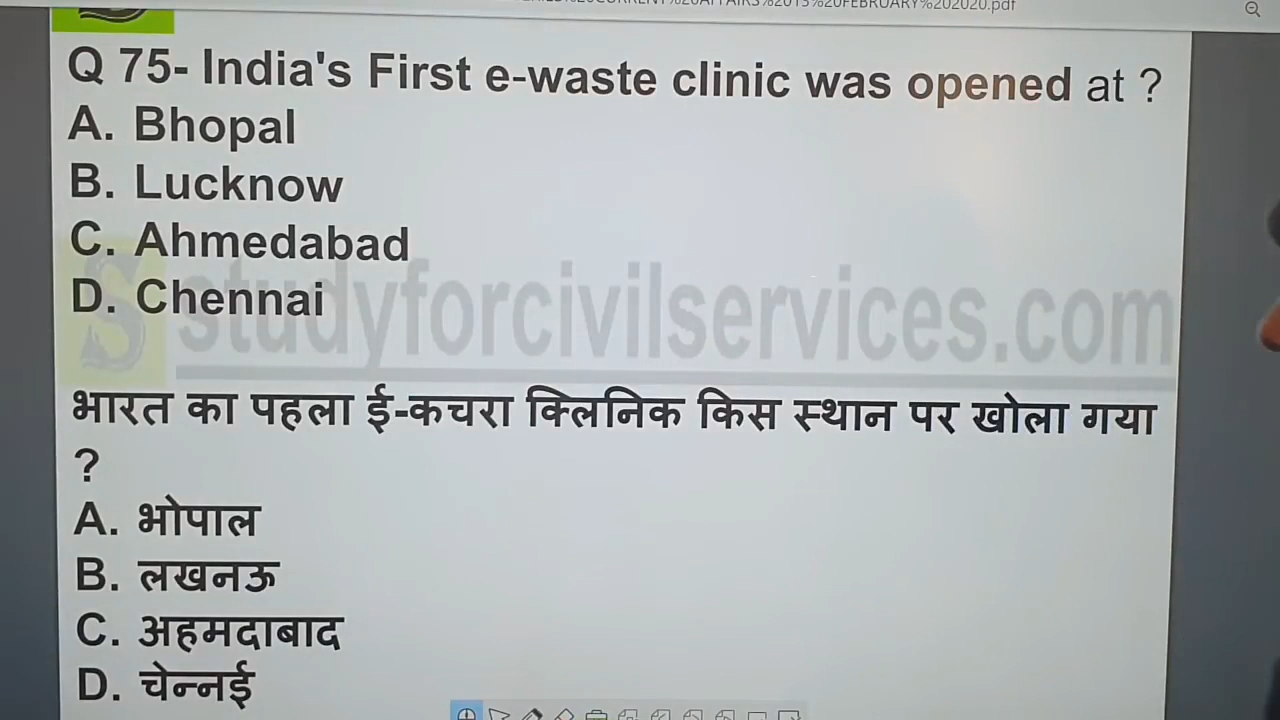 Q 75- India's First e-waste clinic was opened at ?
A. Bhopal
B. Lucknow
C. Ahmedabad
D. Chennai
studyforcivilservices.com
भारत का पहला ई-कचरा क्लिनिक किस स्थान पर खोला गया
?
A. भोपाल
B. लखनऊ
C. अहमदाबाद
D. चेन्नई